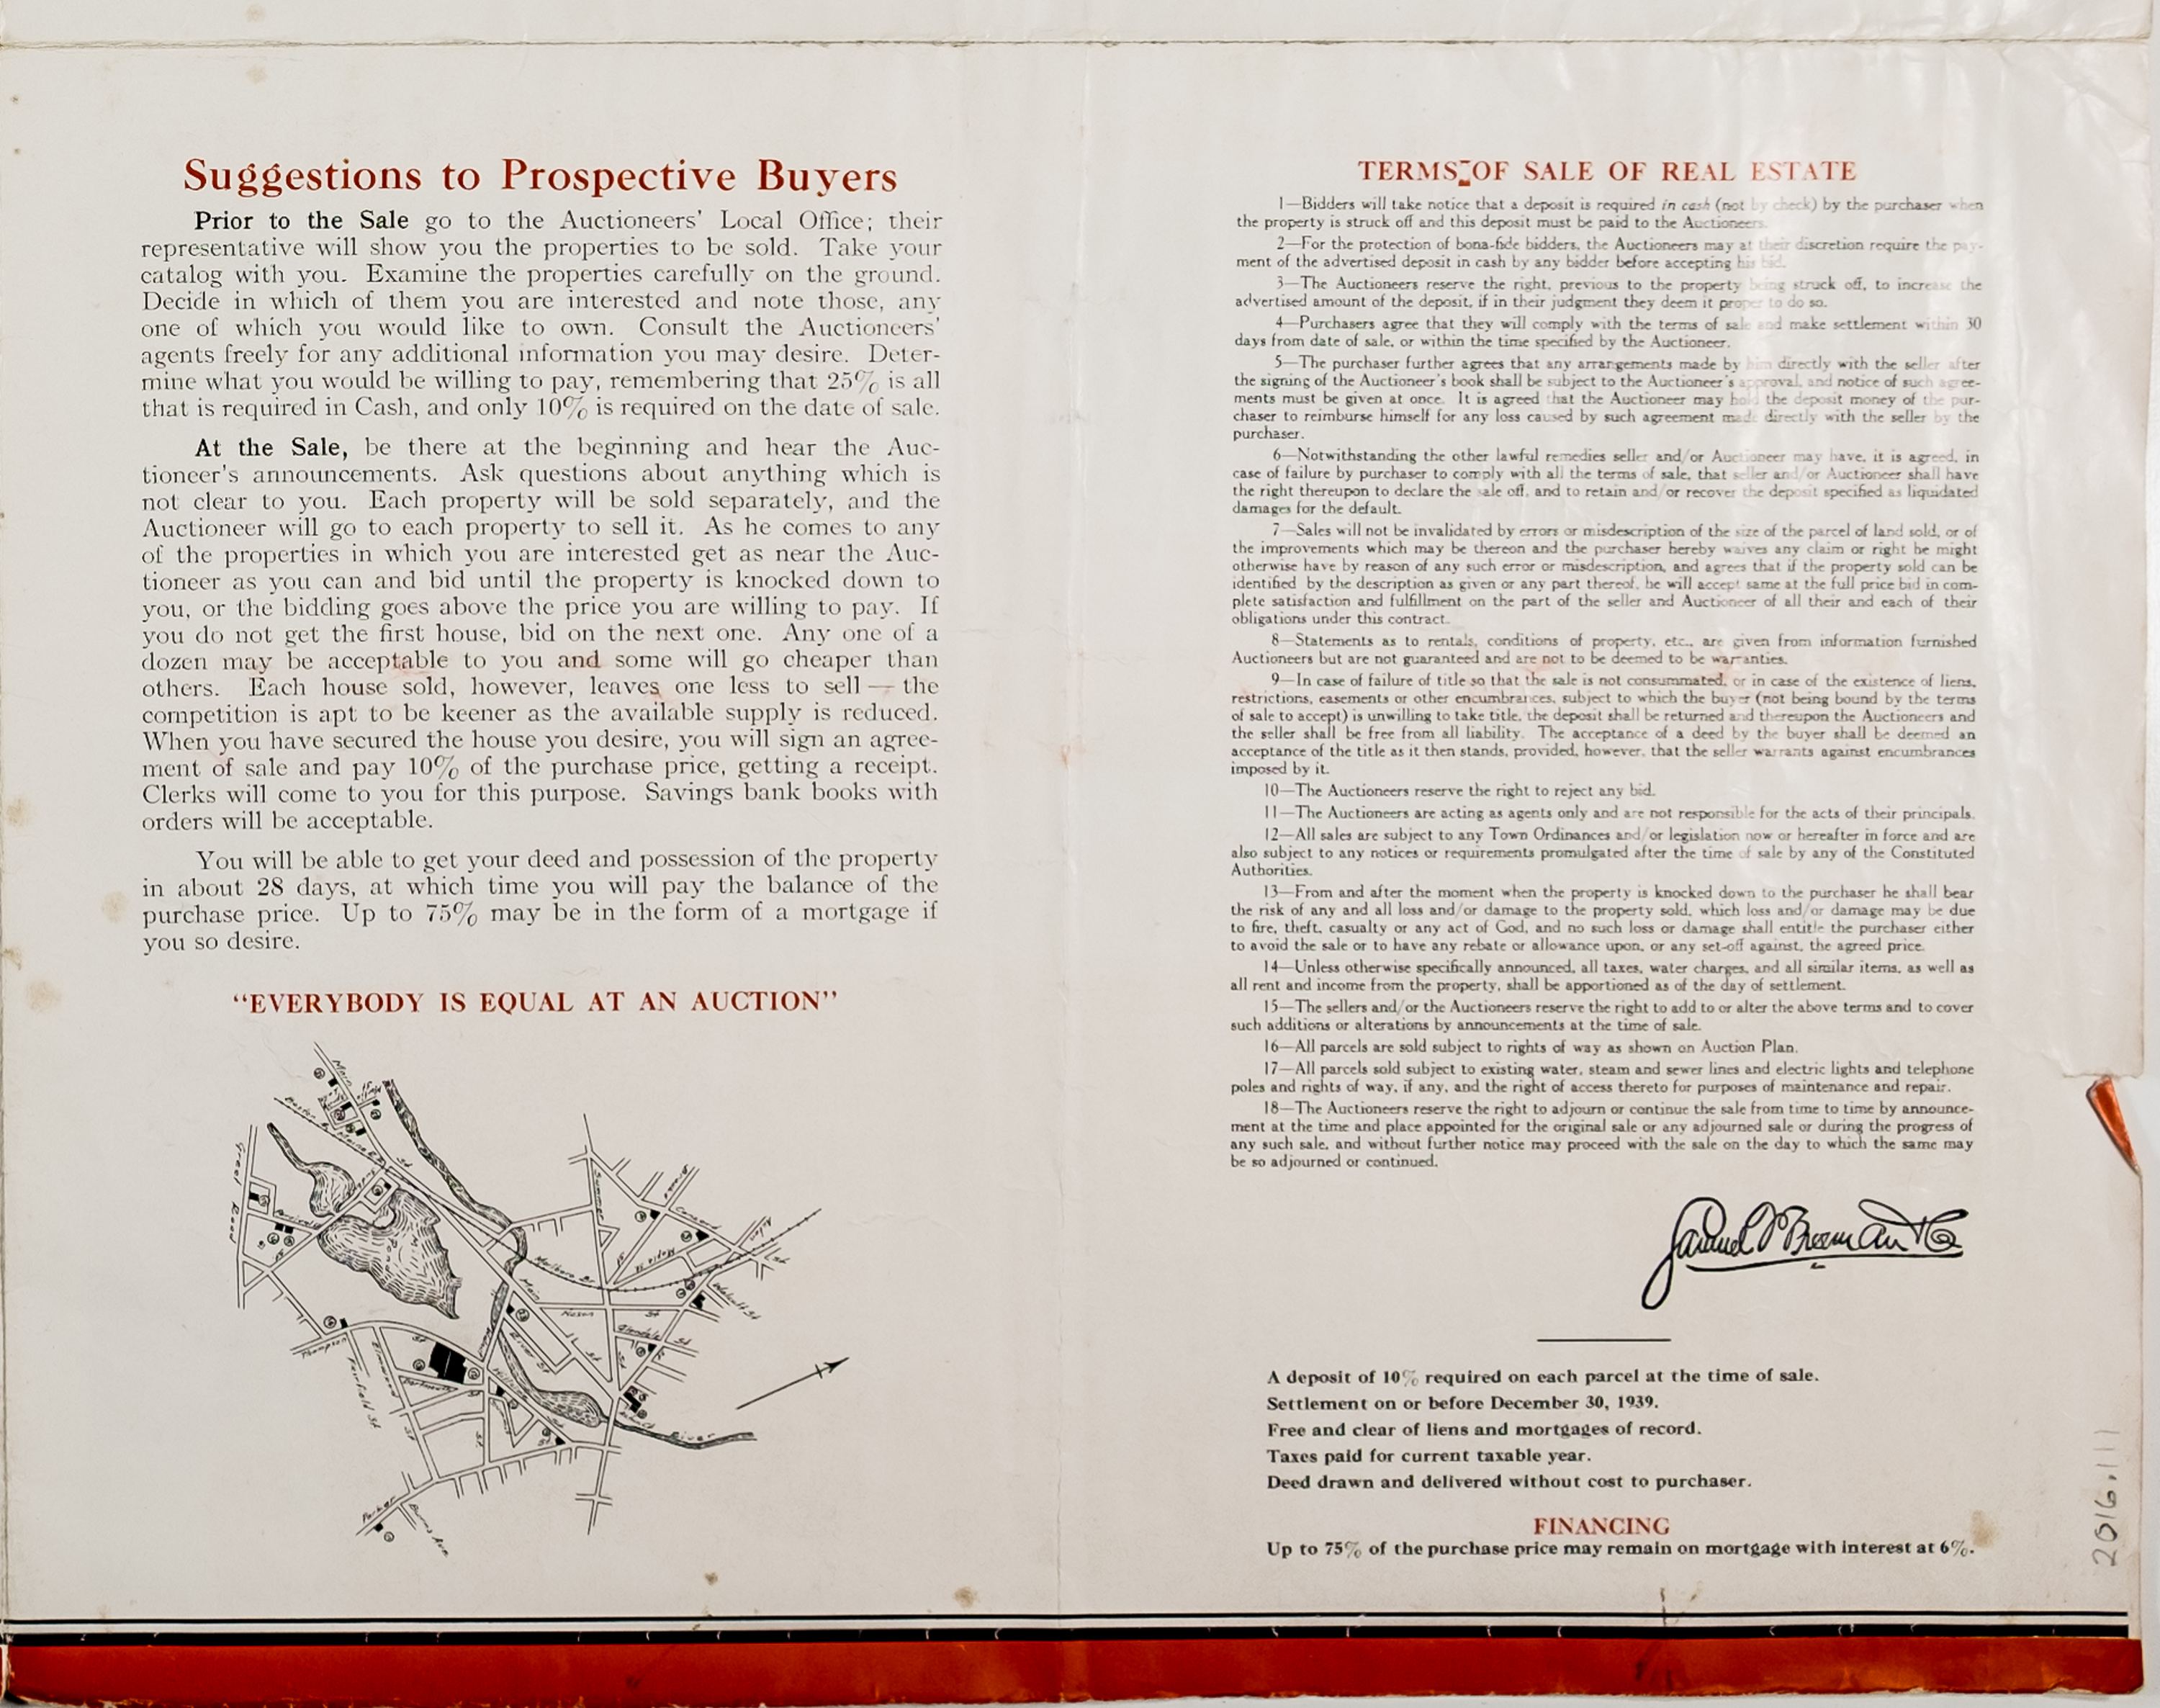 Suggestions to Prospective Buyers
Prior to the Sale go to the Auctioneers' Local Office; their
representative will show you the properties to be sold. Take your
catalog with you. Examine the properties carefully on the ground.
Decide in which of them you are interested and note those, any
one of which you would like to own. Consult the Auctioneers'
agents freely for any additional information you may desire. Deter-
mine what you would be willing to pay, remembering that 25% is all
that is required in Cash, and only 10% is required on the date of sale.
At the Sale, be there at the beginning and hear the Auc-
tioneer's announcements. Ask questions about anything which is
not clear to you. Each property will be sold separately, and the
Auctioneer will go to each property to sell it. As he comes to any
of the properties in which you are interested get as near the Auc-
tioneer as you can and bid until the property is knocked down to
you, or the bidding goes above the price you are willing to pay. If
you do not get the first house, bid on the next one. Any one of a
dozen may be acceptable to you and some will go cheaper than
others. Each house sold, however, leaves one less to sell — the
competition is apt to be keener as the available supply is reduced.
When you have secured the house you desire, you will sign an agree-
ment of sale and pay 10% of the purchase price, getting a receipt.
Clerks will come to you for this purpose. Savings bank books with
orders will be acceptable.
You will be able to get your deed and possession of the property
in about 28 days, at which time you will pay the balance of the
purchase price. Up to 75% may be in the form of a mortgage if
you so desire.
"EVERYBODY IS EQUAL AT AN AUCTION"
Main
Great Road
Percival
Pond
Summer
Concord
Maple St
Marlboro St
Main
Mason St
Walcott St
Glendale St
River St
Thompson
Fairfield St
Elmwood
Dartmouth St
River
Parker
Burns Ave
TERMS OF SALE OF REAL ESTATE
1—Bidders will take notice that a deposit is required in cash (not by check) by the purchaser when
the property is struck off and this deposit must be paid to the Auctioneers.
2—For the protection of bona-fide bidders, the Auctioneers may at their discretion require the pay-
ment of the advertised deposit in cash by any bidder before accepting his bid.
3—The Auctioneers reserve the right, previous to the property being struck off, to increase the
advertised amount of the deposit, if in their judgment they deem it proper to do so.
4—Purchasers agree that they will comply with the terms of sale and make settlement within 30
days from date of sale, or within the time specified by the Auctioneer.
5—The purchaser further agrees that any arrangements made by him directly with the seller after
the signing of the Auctioneer's book shall be subject to the Auctioneer's approval, and notice of such agree-
ments must be given at once. It is agreed that the Auctioneer may hold the deposit money of the pur-
chaser to reimburse himself for any loss caused by such agreement made directly with the seller by the
purchaser.
6—Notwithstanding the other lawful remedies seller and/or Auctioneer may have, it is agreed, in
case of failure by purchaser to comply with all the terms of sale, that seller and/or Auctioneer shall have
the right thereupon to declare the sale off, and to retain and/or recover the deposit specified as liquidated
damages for the default.
7—Sales will not be invalidated by errors or misdescription of the size of the parcel of land sold, or of
the improvements which may be thereon and the purchaser hereby waives any claim or right he might
otherwise have by reason of any such error or misdescription, and agrees that if the property sold can be
identified by the description as given or any part thereof, he will accept same at the full price bid in com-
plete satisfaction and fulfillment on the part of the seller and Auctioneer of all their and each of their
obligations under this contract.
8—Statements as to rentals, conditions of property, etc., are given from information furnished
Auctioneers but are not guaranteed and are not to be deemed to be warranties.
9—In case of failure of title so that the sale is not consummated, or in case of the existence of liens,
restrictions, easements or other encumbrances, subject to which the buyer (not being bound by the terms
of sale to accept) is unwilling to take title, the deposit shall be returned and thereupon the Auctioneers and
the seller shall be free from all liability. The acceptance of a deed by the buyer shall be deemed an
acceptance of the title as it then stands, provided, however, that the seller warrants against encumbrances
imposed by it.
10—The Auctioneers reserve the right to reject any bid.
11—The Auctioneers are acting as agents only and are not responsible for the acts of their principals.
12—All sales are subject to any Town Ordinances and/or legislation now or hereafter in force and are
also subject to any notices or requirements promulgated after the time of sale by any of the Constituted
Authorities.
13—From and after the moment when the property is knocked down to the purchaser he shall bear
the risk of any and all loss and/or damage to the property sold, which loss and/or damage may be due
to fire, theft, casualty or any act of God, and no such loss or damage shall entitle the purchaser either
to avoid the sale or to have any rebate or allowance upon, or any set-off against, the agreed price.
14—Unless otherwise specifically announced, all taxes, water charges, and all similar items, as well as
all rent and income from the property, shall be apportioned as of the day of settlement.
15—The sellers and/or the Auctioneers reserve the right to add to or alter the above terms and to cover
such additions or alterations by announcements at the time of sale.
16—All parcels are sold subject to rights of way as shown on Auction Plan.
17—All parcels sold subject to existing water, steam and sewer lines and electric lights and telephone
poles and rights of way, if any, and the right of access thereto for purposes of maintenance and repair.
18—The Auctioneers reserve the right to adjourn or continue the sale from time to time by announce-
ment at the time and place appointed for the original sale or any adjourned sale or during the progress of
any such sale, and without further notice may proceed with the sale on the day to which the same may
be so adjourned or continued.
Samuel T Freeman & Co
A deposit of 10% required on each parcel at the time of sale.
Settlement on or before December 30, 1939.
Free and clear of liens and mortgages of record.
Taxes paid for current taxable year.
Deed drawn and delivered without cost to purchaser.
FINANCING
Up to 75% of the purchase price may remain on mortgage with interest at 6%.
2016.111